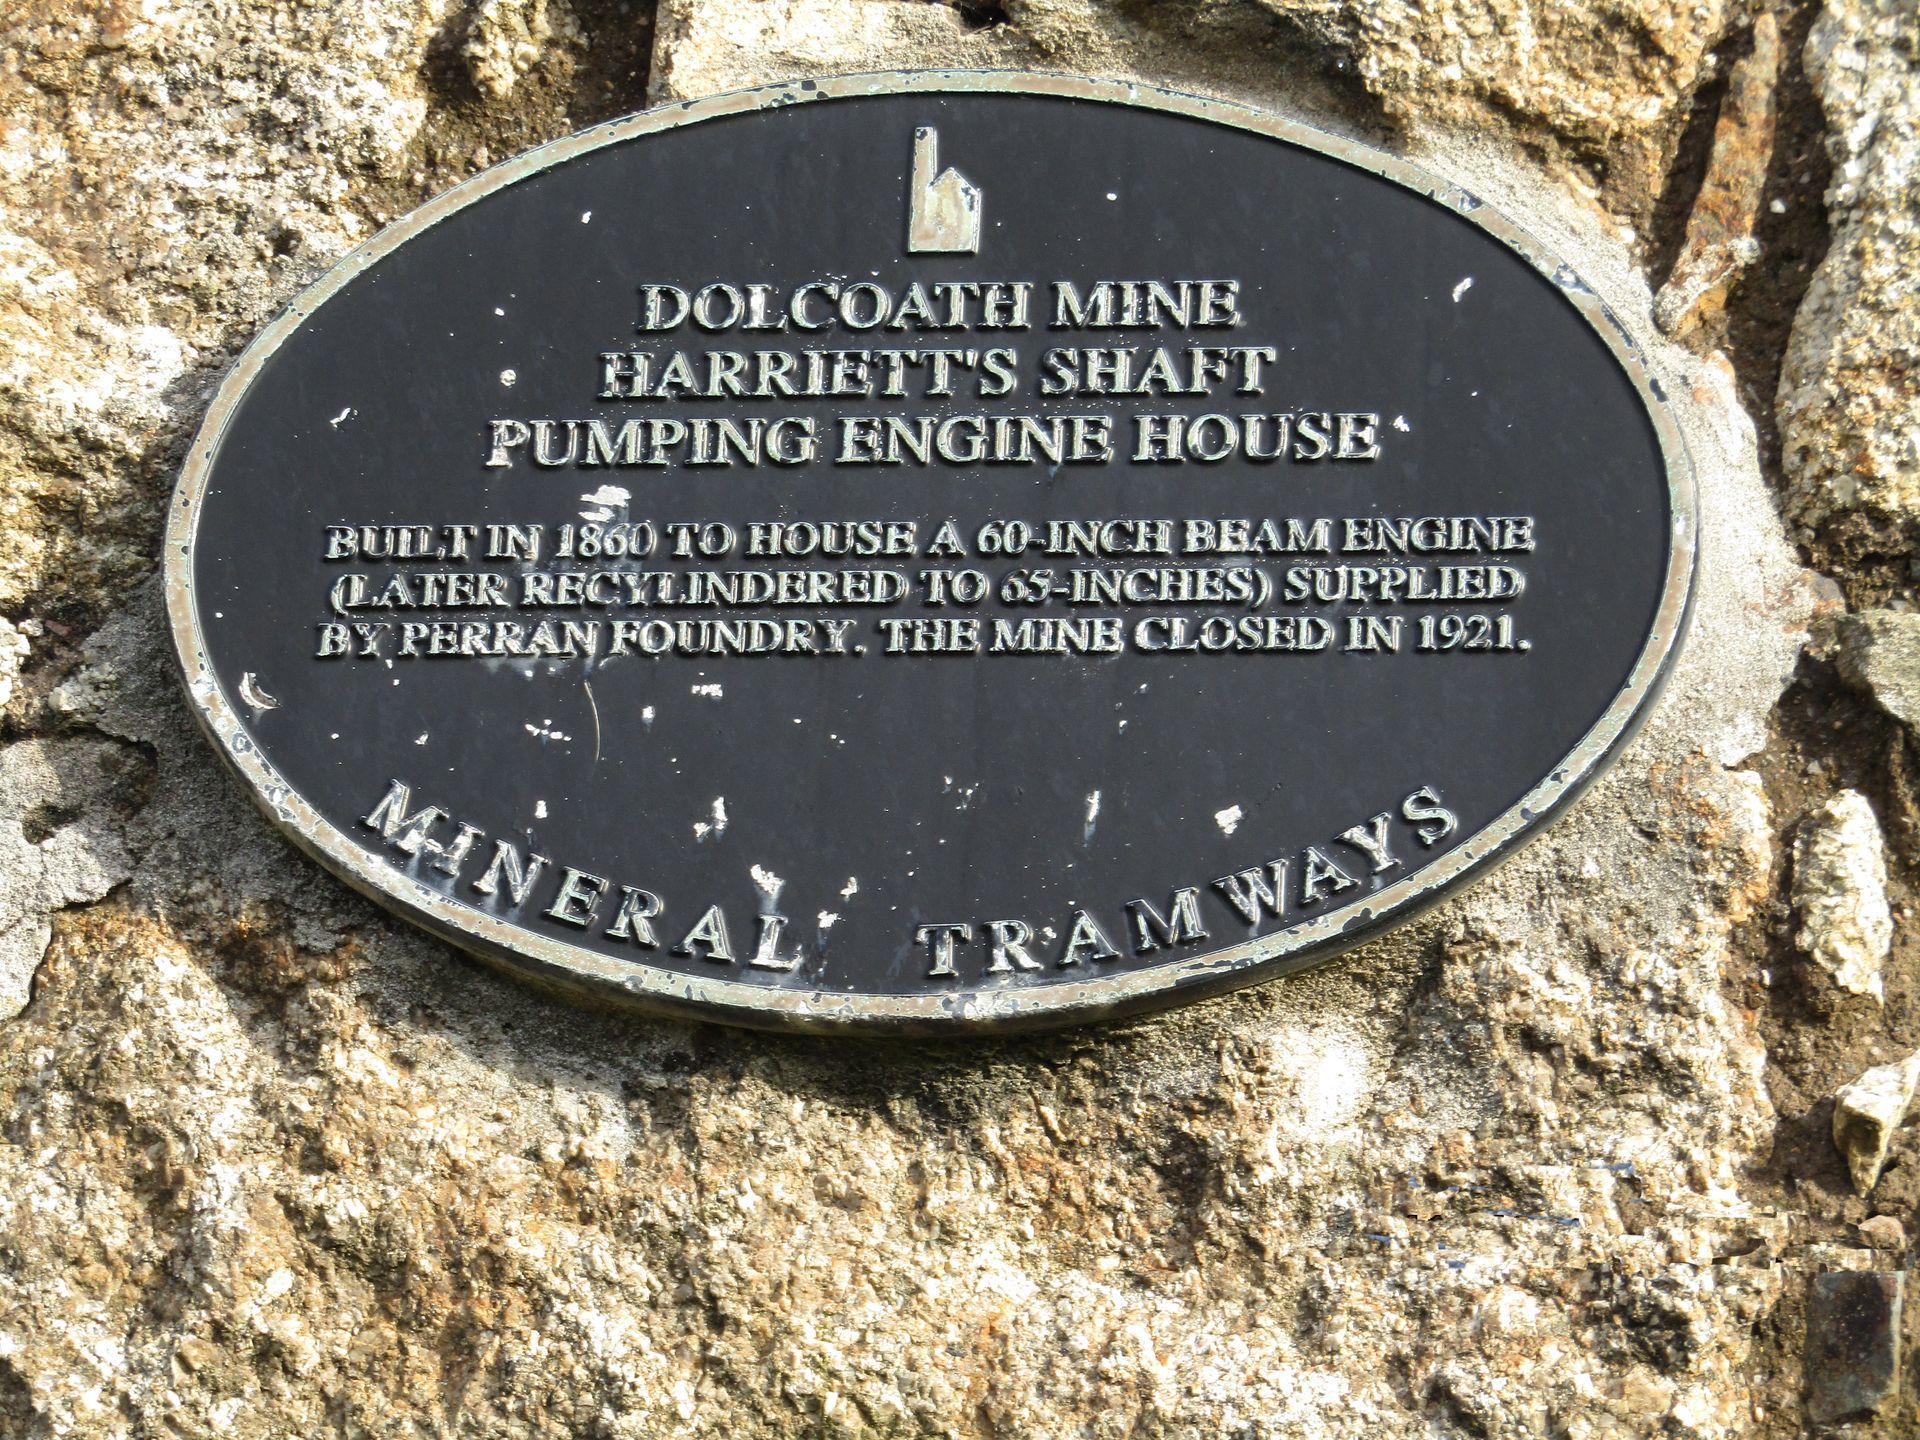 DOLCOATH MINE
HARRIETT'S SHAFT
PUMPING ENGINE HOUSE
BUILT IN 1860 TO HOUSE A 60-INCH BEAM ENGINE
(LATER RECYLINDERED TO 65-INCHES) SUPPLIED
BY PERRAN FOUNDRY. THE MINE CLOSED IN 1921.
MINERAL TRAMWAYS